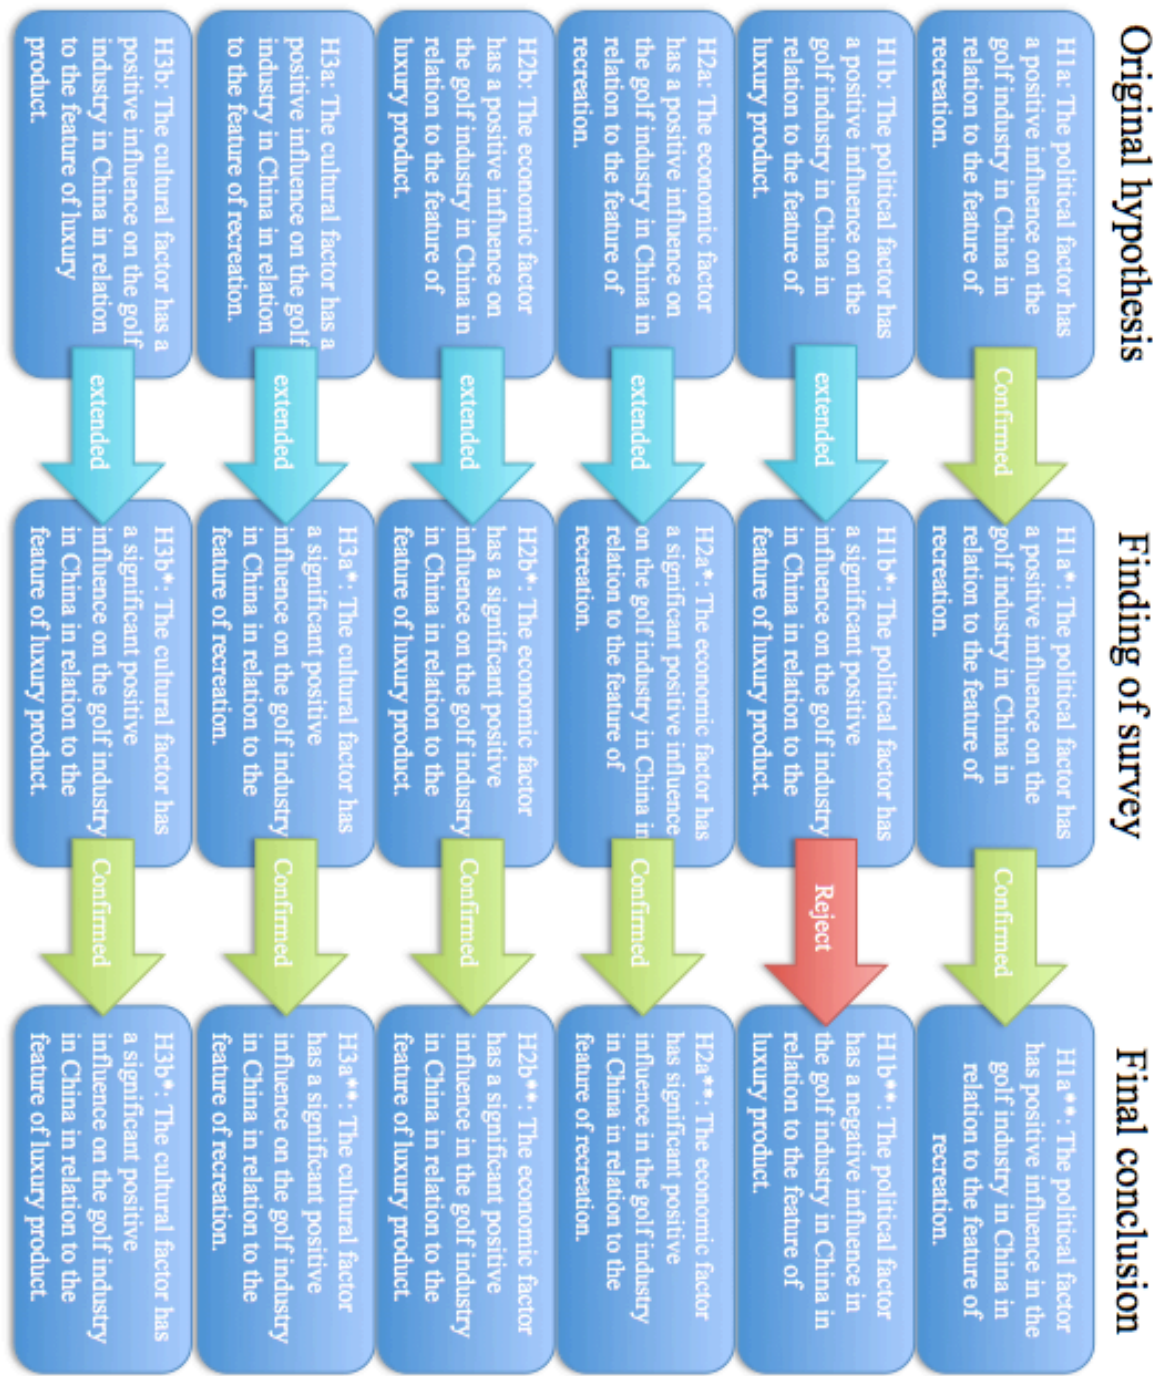 Original hypothesis
Finding of survey
Final conclusion
H1a: The political factor has
a positive influence on the
golf industry in China in
relation to the feature of
recreation.
Confirmed
H1a*: The political factor has
a positive influence on the
golf industry in China in
relation to the feature of
recreation.
Confirmed
H1a**: The political factor
has positive influence in the
golf industry in China in
relation to the feature of
recreation.
H1b: The political factor has
a positive influence on the
golf industry in China in
relation to the feature of
luxury product.
extended
H1b*: The political factor has
a significant positive
influence on the golf industry
in China in relation to the
feature of luxury product.
Reject
H1b**: The political factor
has a negative influence in
the golf industry in China in
relation to the feature of
luxury product.
H2a: The economic factor
has a positive influence on
the golf industry in China in
relation to the feature of
recreation.
extended
H2a*: The economic factor has
a significant positive influence
on the golf industry in China in
relation to the feature of
recreation.
Confirmed
H2a**: The economic factor
has significant positive
influence in the golf industry
in China in relation to the
feature of recreation.
H2b: The economic factor
has a positive influence on
the golf industry in China in
relation to the feature of
luxury product.
extended
H2b*: The economic factor
has a significant positive
influence on the golf industry
in China in relation to the
feature of luxury product.
Confirmed
H2b**: The economic factor
has a significant positive
influence in the golf industry
in China in relation to the
feature of luxury product.
H3a: The cultural factor has a
positive influence on the golf
industry in China in relation
to the feature of recreation.
extended
H3a*: The cultural factor has
a significant positive
influence on the golf industry
in China in relation to the
feature of recreation.
Confirmed
H3a**: The cultural factor
has a significant positive
influence on the golf industry
in China in relation to the
feature of recreation.
H3b: The cultural factor has a
positive influence on the golf
industry in China in relation
to the feature of luxury
product.
extended
H3b*: The cultural factor has
a significant positive
influence on the golf industry
in China in relation to the
feature of luxury product.
Confirmed
H3b*: The cultural factor has
a significant positive
influence on the golf industry
in China in relation to the
feature of luxury product.